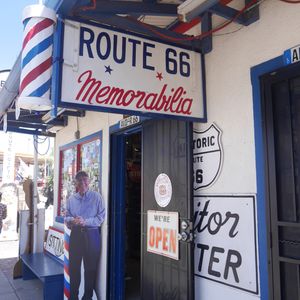 ROUTE 66
Memorabilia
HISTORIC
ROUTE
66
WE'RE
OPEN
itor
TER